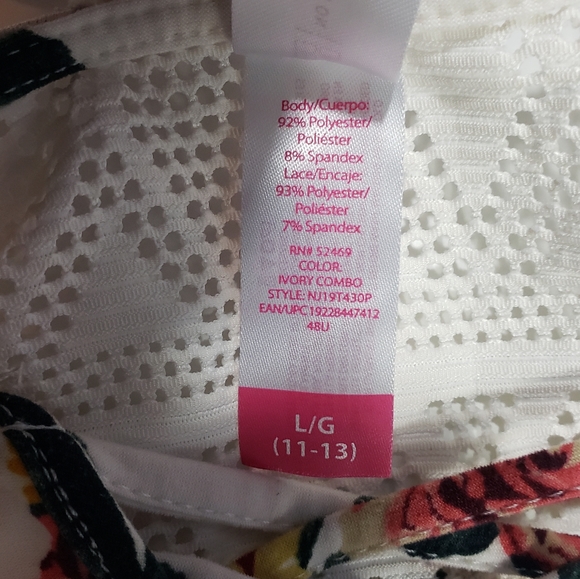 Body/Cuerpo:
92% Polyester/
Poliéster
8% Spandex
Lace/Encaje:
93% Polyester/
Poliéster
7% Spandex
RN# 52469
COLOR:
IVORY COMBO
STYLE: NJ19T430P
EAN/UPC 19228447412
48U
L/G
(11-13)